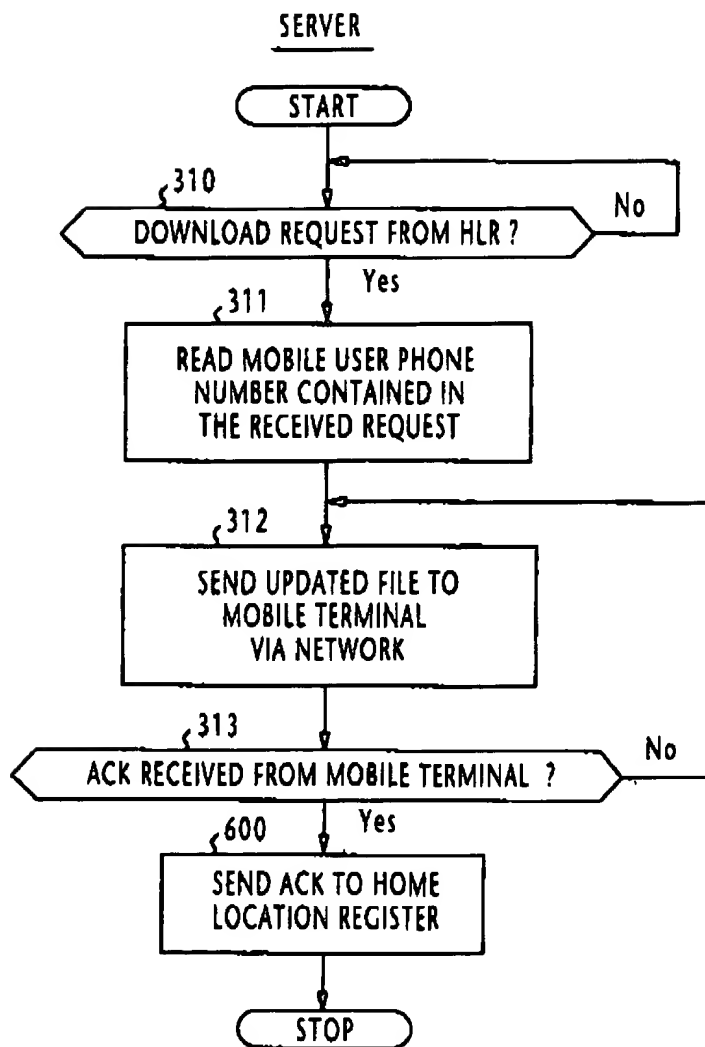 SERVER
START
310
DOWNLOAD REQUEST FROM HLR ?
No
Yes
311
READ MOBILE USER PHONE
NUMBER CONTAINED IN
THE RECEIVED REQUEST
312
SEND UPDATED FILE TO
MOBILE TERMINAL
VIA NETWORK
313
ACK RECEIVED FROM MOBILE TERMINAL ?
No
Yes
600
SEND ACK TO HOME
LOCATION REGISTER
STOP